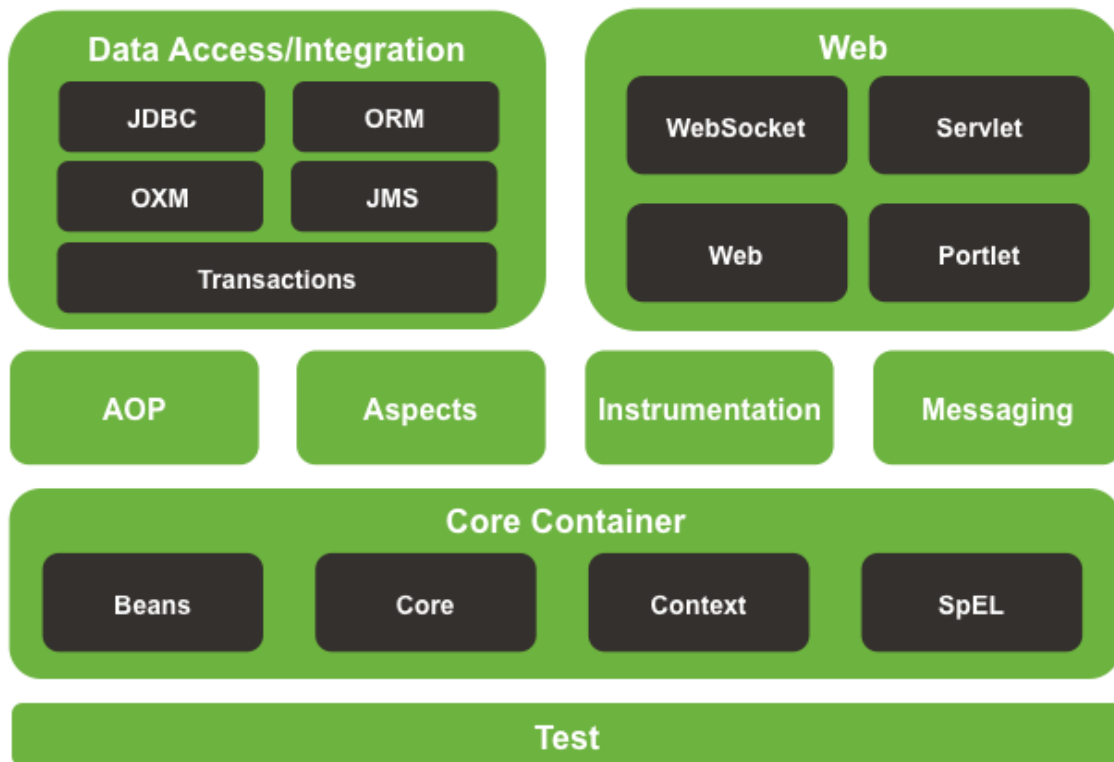 Data Access/Integration
JDBC
ORM
OXM
JMS
Transactions
Web
WebSocket
Servlet
Web
Portlet
AOP
Aspects
Instrumentation
Messaging
Core Container
Beans
Core
Context
SpEL
Test